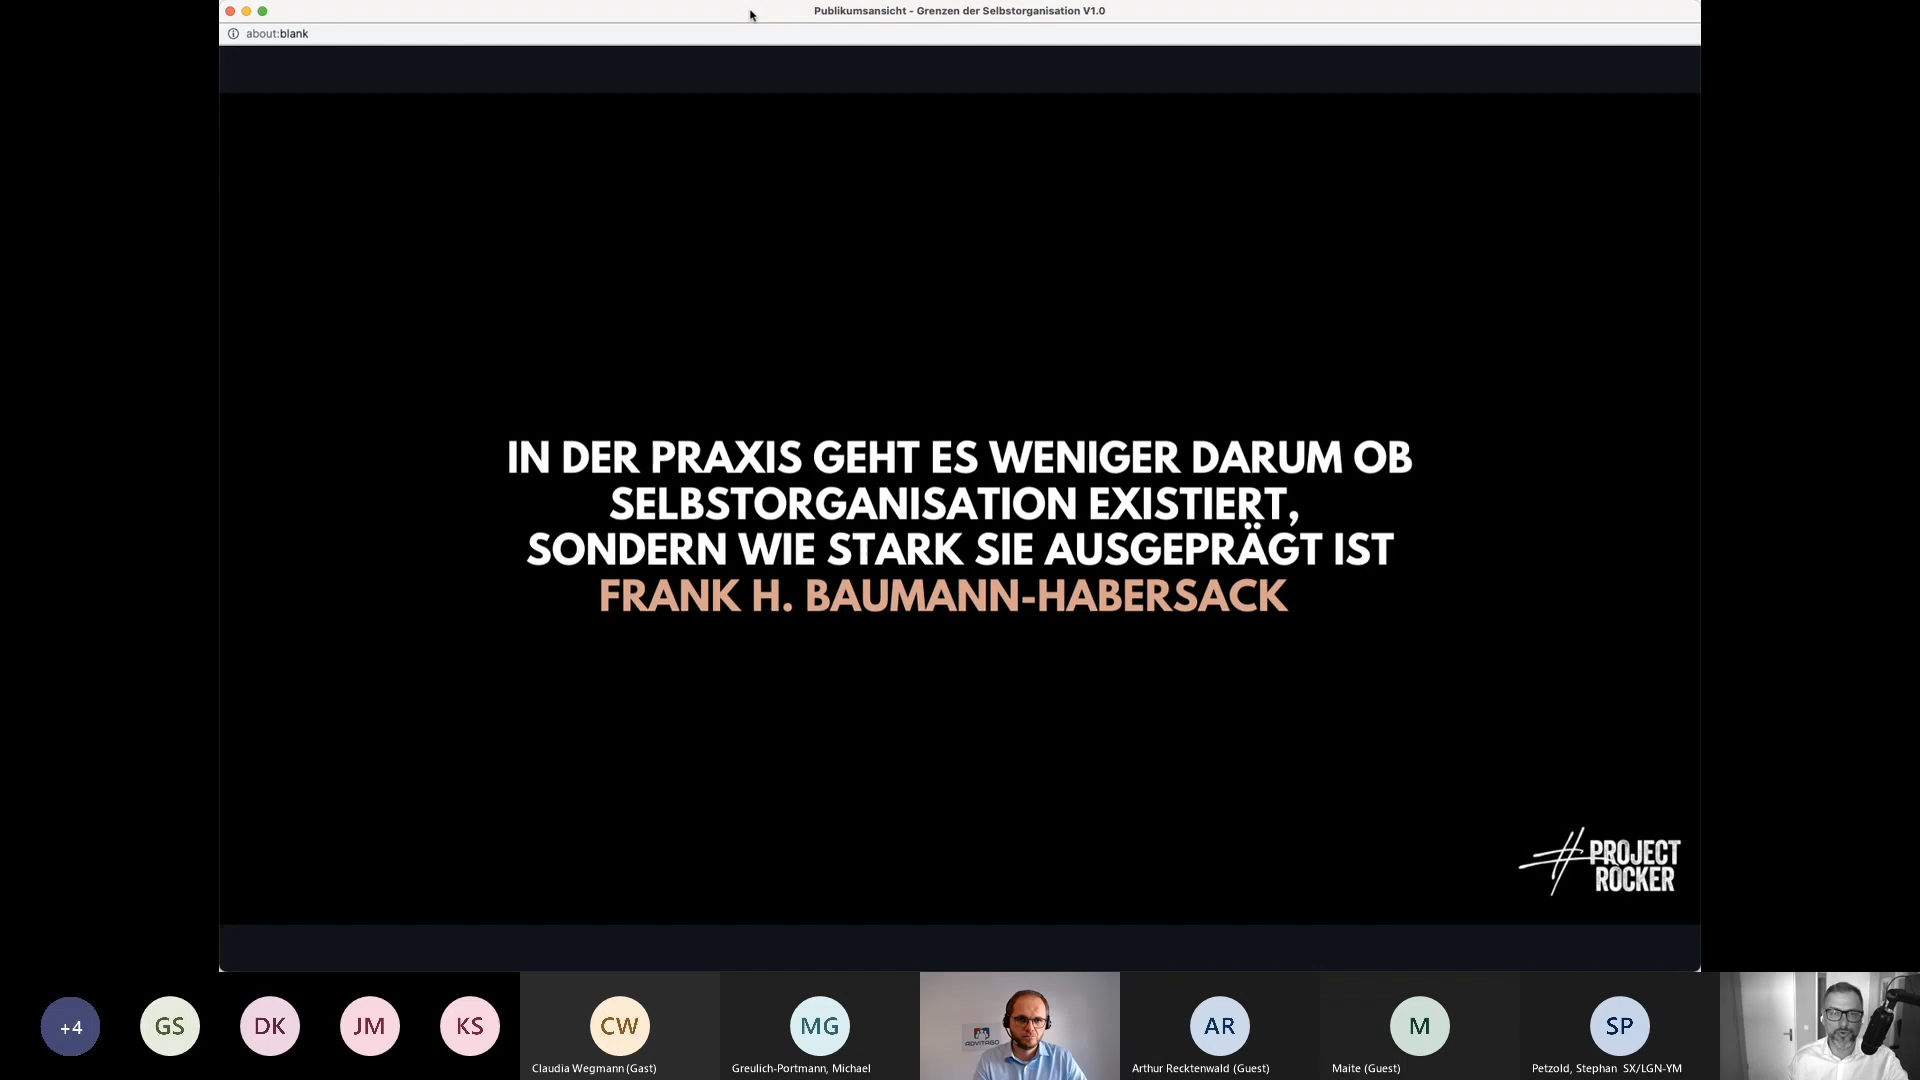 Publikumsansicht - Grenzen der Selbstorganisation V1.0
about:blank
IN DER PRAXIS GEHT ES WENIGER DARUM OB
SELBSTORGANISATION EXISTIERT,
SONDERN WIE STARK SIE AUSGEPRÄGT IST
FRANK H. BAUMANN-HABERSACK
#PROJECT
ROCKER
+4
GS
DK
JM
KS
CW
MG
ADVITAGO
AR
M
SP
Claudia Wegmann (Gast)
Greulich-Portmann, Michael
Arthur Recktenwald (Guest)
Maite (Guest)
Petzold, Stephan SX/LGN-YM